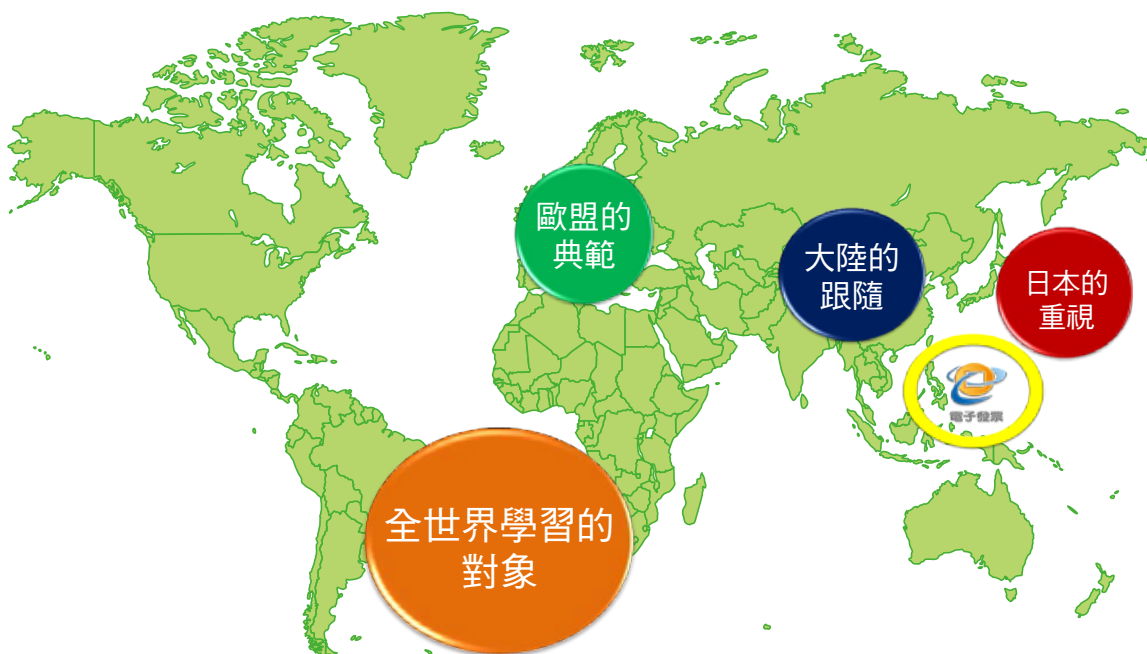 歐盟的
典範
大陸的
跟隨
日本的
重視
電子發票
全世界學習的
對象